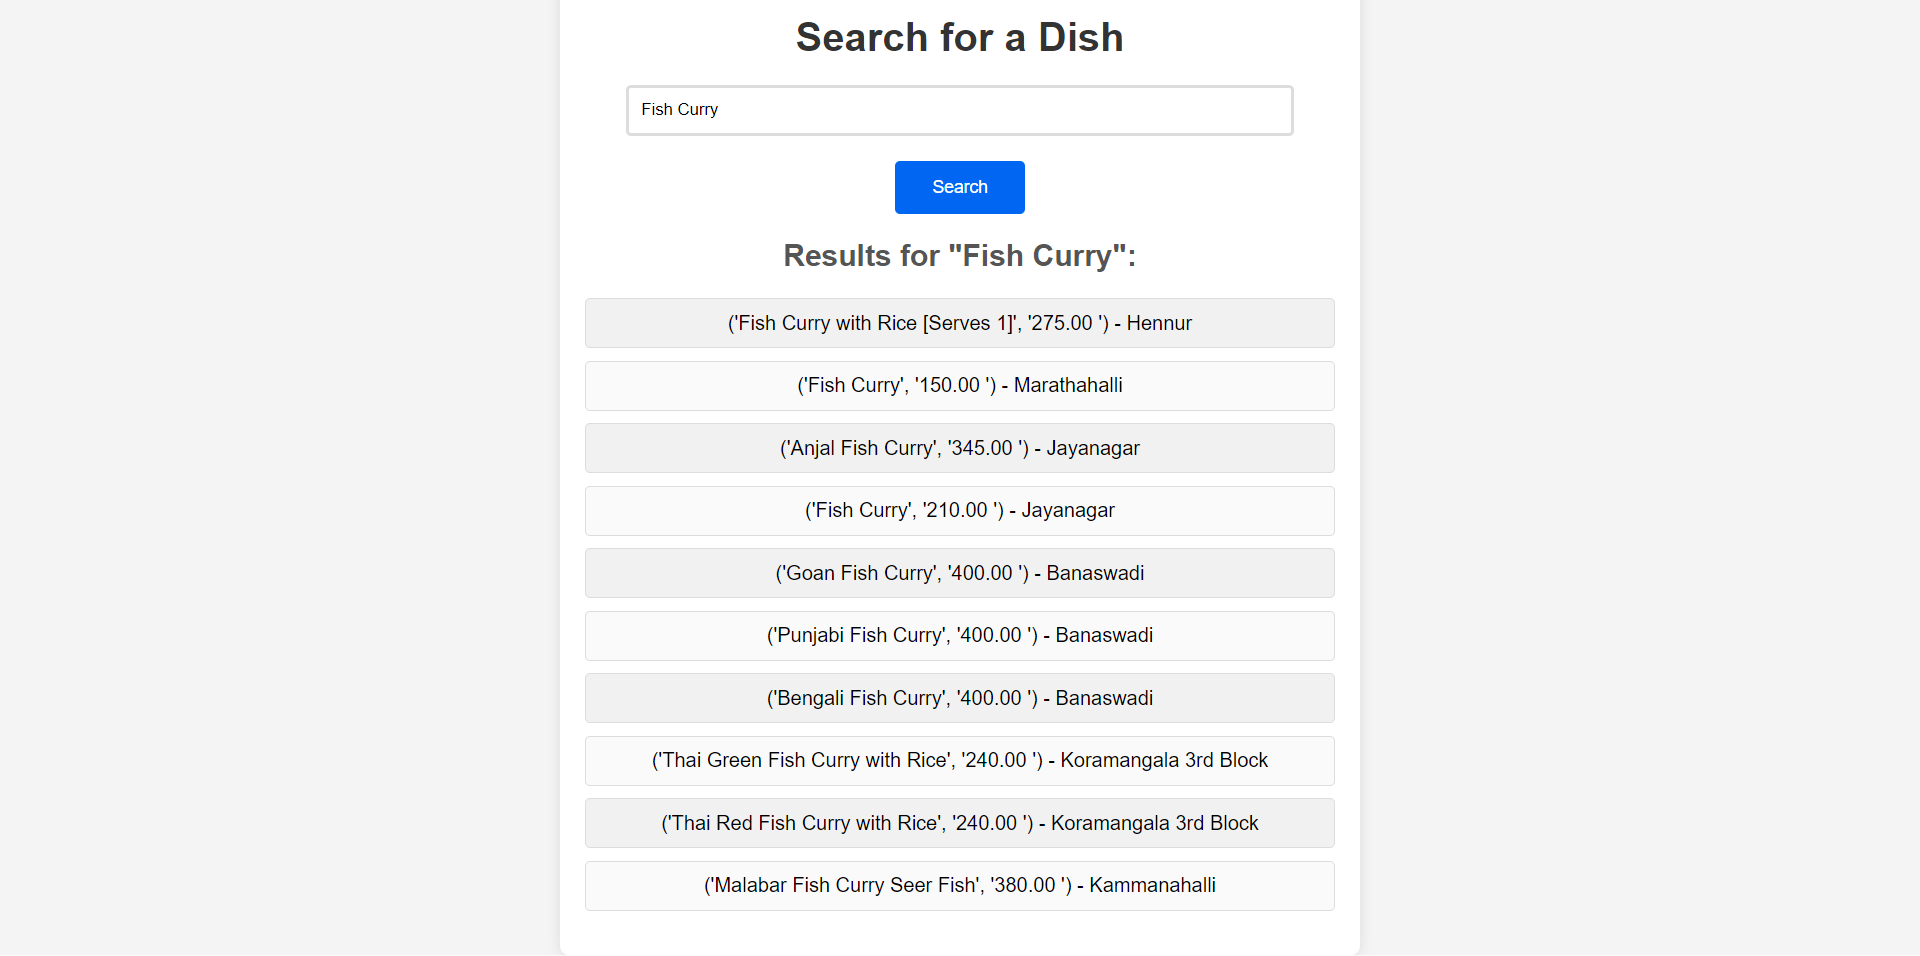 Search for a Dish
Fish Curry
Search
Results for "Fish Curry":
('Fish Curry with Rice [Serves 1]', '275.00 ') - Hennur
('Fish Curry', '150.00 ') - Marathahalli
('Anjal Fish Curry', '345.00 ') - Jayanagar
('Fish Curry', '210.00 ') - Jayanagar
('Goan Fish Curry', '400.00 ') - Banaswadi
('Punjabi Fish Curry', '400.00 ') - Banaswadi
('Bengali Fish Curry', '400.00 ') - Banaswadi
('Thai Green Fish Curry with Rice', '240.00 ') - Koramangala 3rd Block
('Thai Red Fish Curry with Rice', '240.00 ') - Koramangala 3rd Block
('Malabar Fish Curry Seer Fish', '380.00 ') - Kammanahalli